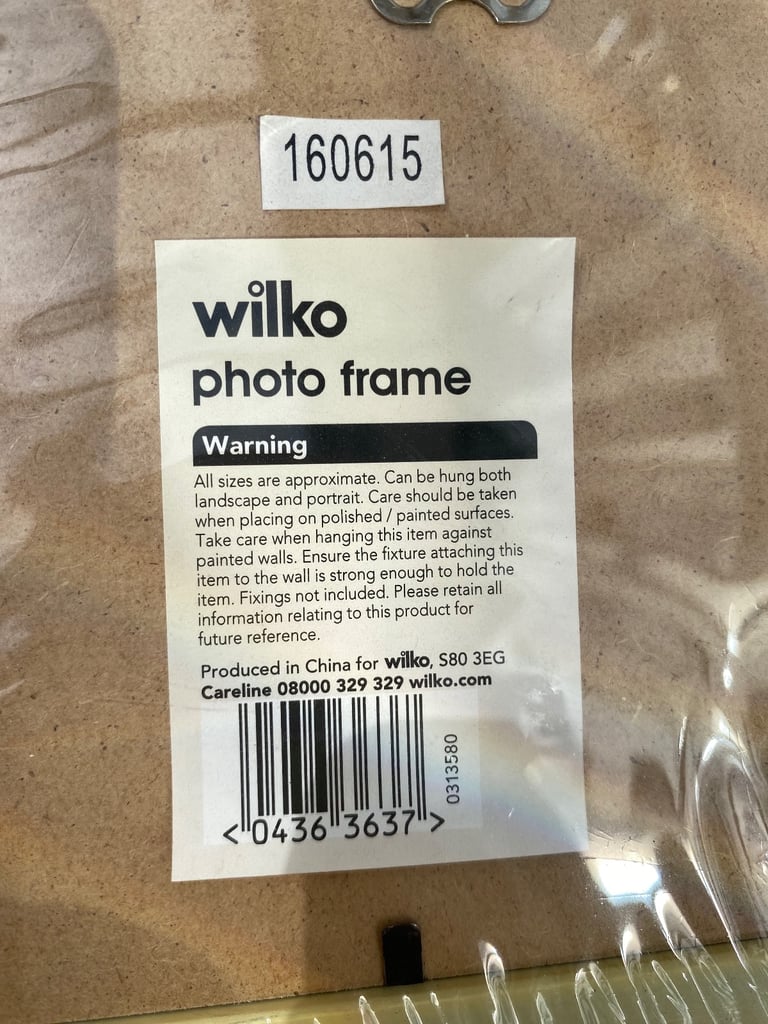 160615
wilko
photo frame
Warning
All sizes are approximate. Can be hung both
landscape and portrait. Care should be taken
when placing on polished / painted surfaces.
Take care when hanging this item against
painted walls. Ensure the fixture attaching this
item to the wall is strong enough to hold the
item. Fixings not included. Please retain all
information relating to this product for
future reference.
Produced in China for wilko, S80 3EG
Careline 08000 329 329 wilko.com
0313580
<0436 3637>